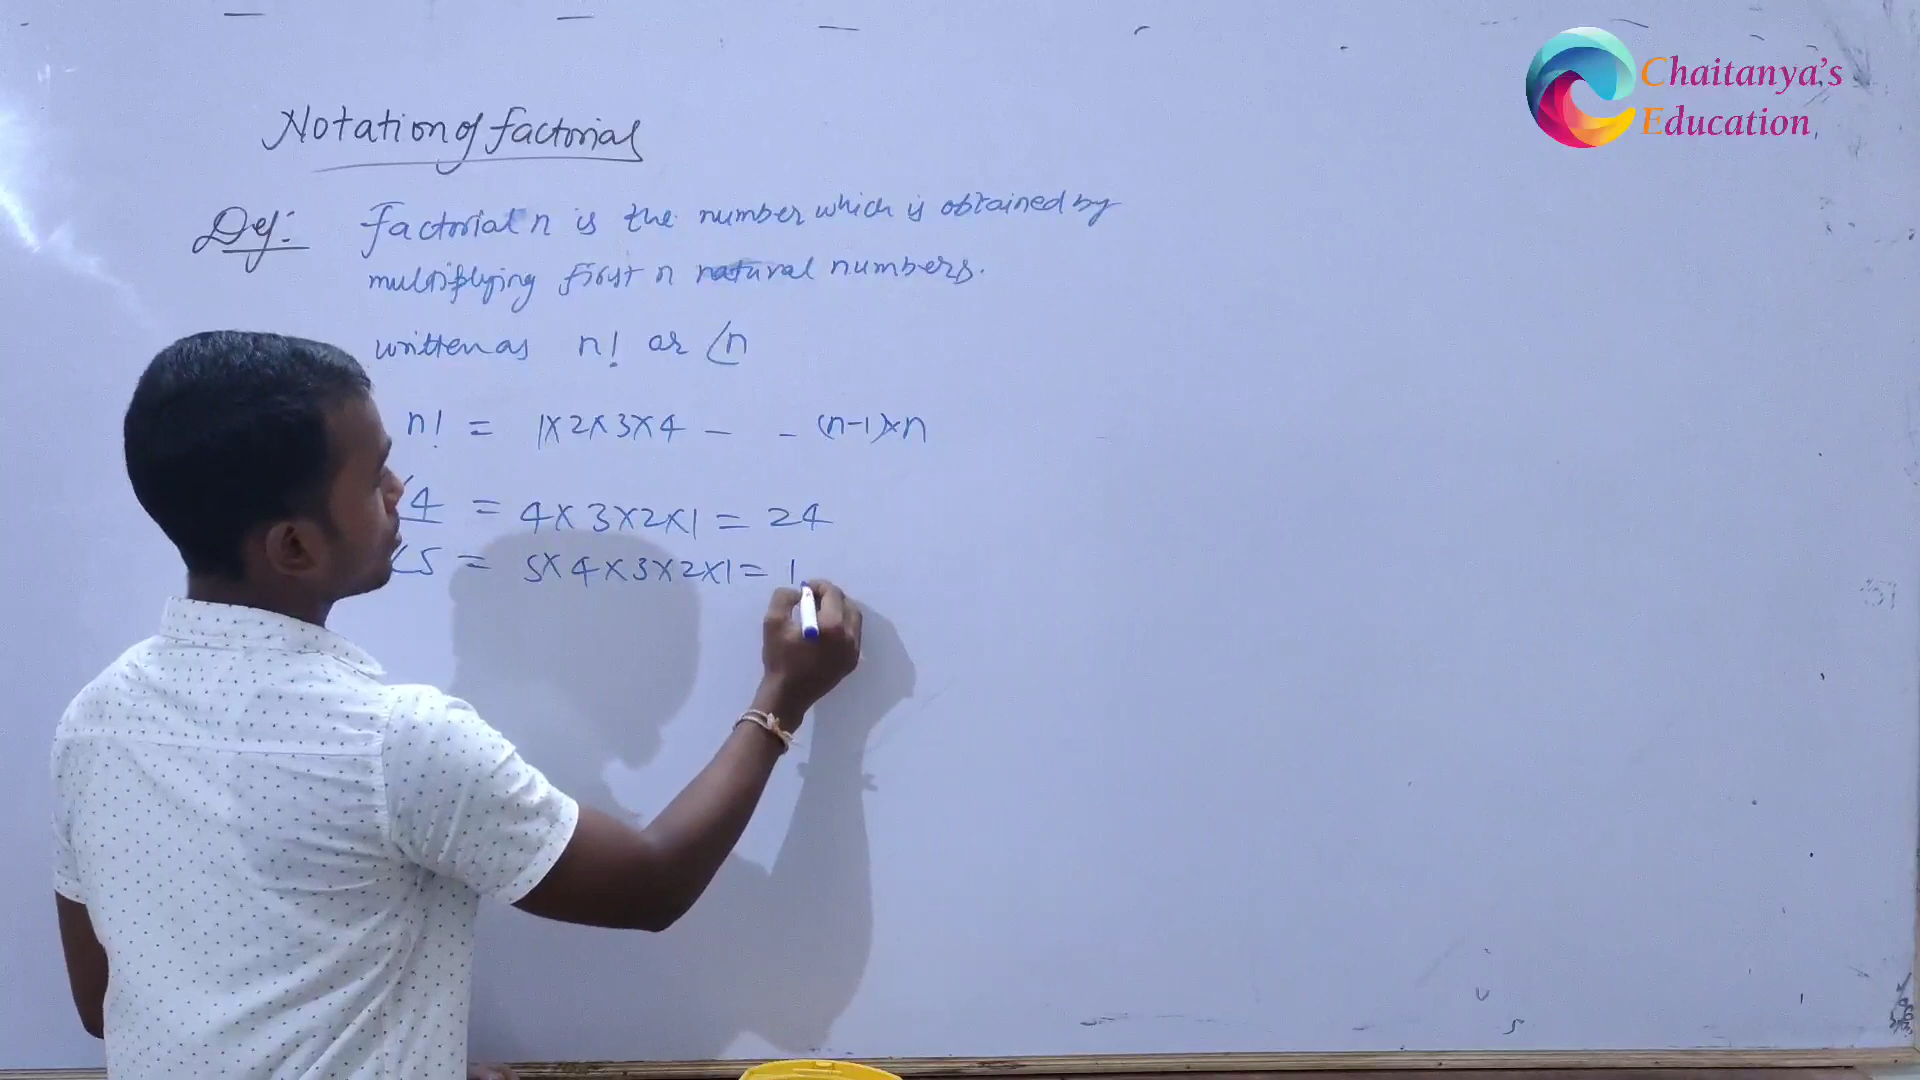 Chaitanya's
Education
Notation of factorial
Def: Factorial n is the number which is obtained by
multiplying first n natural numbers.
written as n! or ∠n
n! = 1×2×3×4 - - (n-1)×n
∠4 = 4×3×2×1 = 24
∠5 = 5×4×3×2×1 = 1